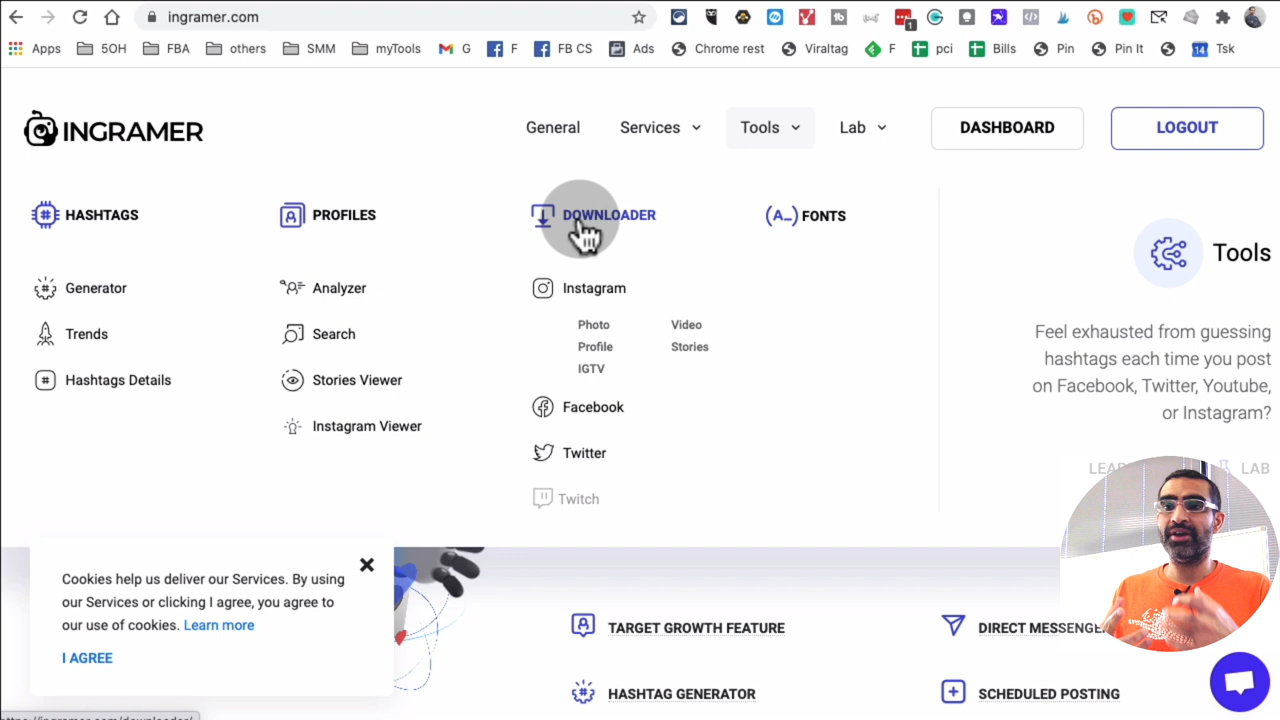 ingramer.com
1
Apps
5OH
FBA
others
SMM
myTools
G
F
FB CS
Ads
Chrome rest
Viraltag
F
pci
Bills
Pin
Pin It
14
Tsk
INGRAMER
General
Services
Tools
Lab
DASHBOARD
LOGOUT
# HASHTAGS
A PROFILES
DOWNLOADER
(A_) FONTS
Generator
Trends
# Hashtags Details
Analyzer
Search
Stories Viewer
Instagram Viewer
Instagram
Photo
Video
Profile
Stories
IGTV
Facebook
Twitter
Twitch
Tools
Feel exhausted from guessing
hashtags each time you post
on Facebook, Twitter, Youtube,
or Instagram?
LAB
Cookies help us deliver our Services. By using
our Services or clicking I agree, you agree to
our use of cookies. Learn more
I AGREE
TARGET GROWTH FEATURE
HASHTAG GENERATOR
SCHEDULED POSTING
DIRECT